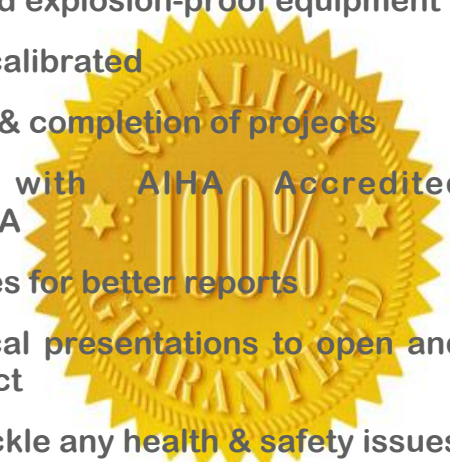 d explosion-proof equipment
calibrated
& completion of projects
with AIHA Accredited
A
es for better reports
cal presentations to open and
ct
ckle any health & safety issues
QUALITY
100%
GUARANTEED